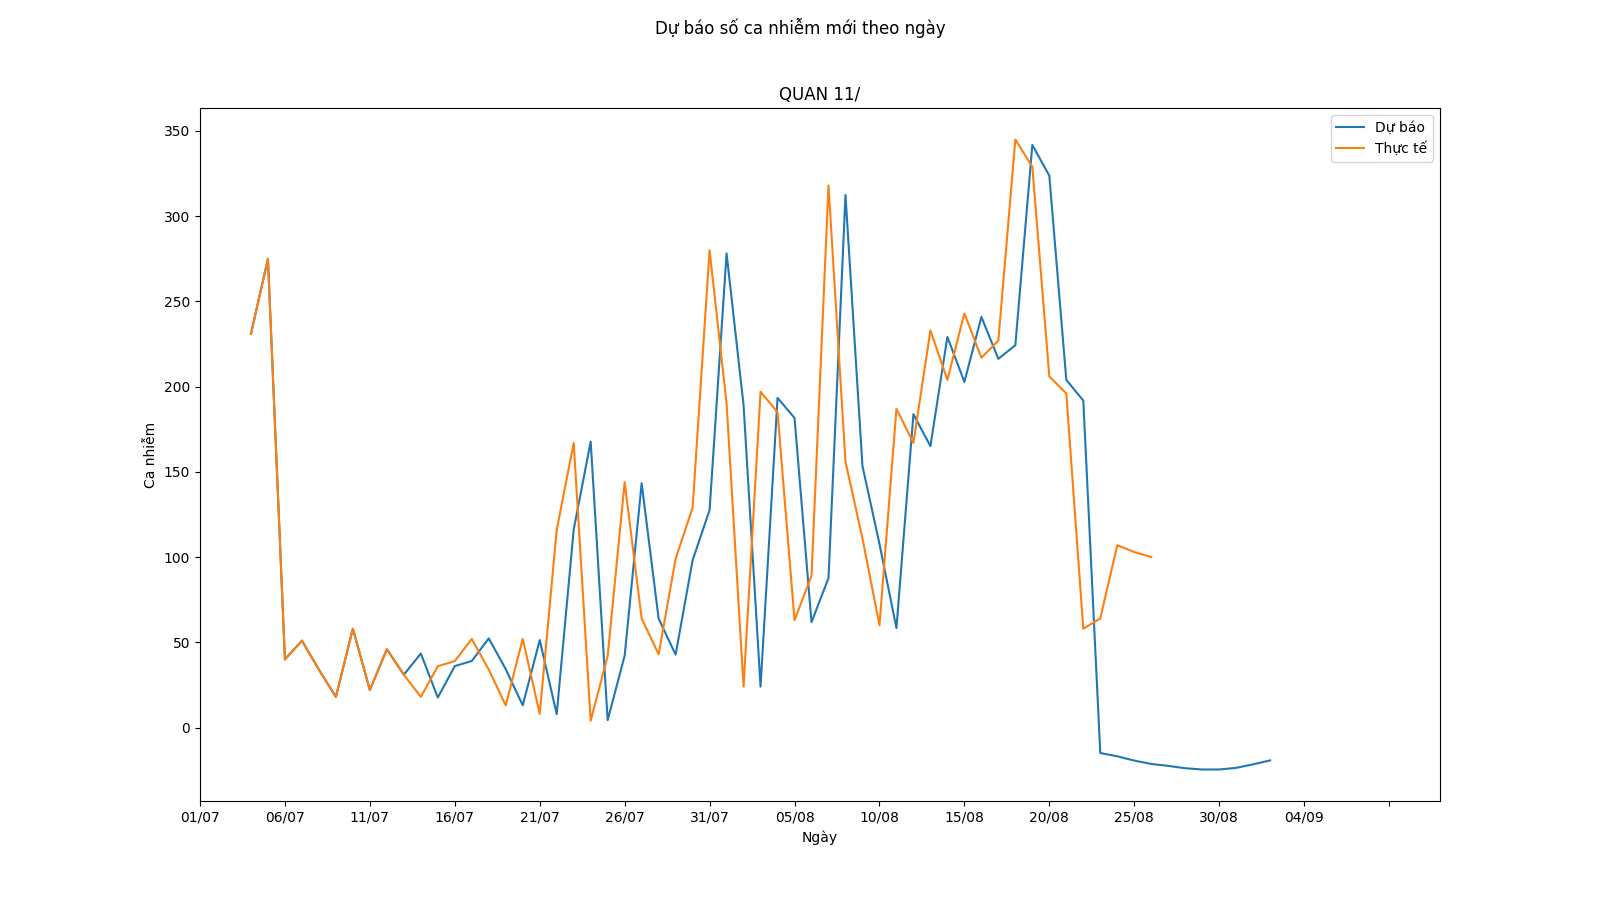 Dự báo số ca nhiễm mới theo ngày
QUAN 11/
Dự báo
Thực tế
350
300
250
200
150
100
50
0
Ca nhiễm
01/07 06/07 11/07 16/07 21/07 26/07 31/07 05/08 10/08 15/08 20/08 25/08 30/08 04/09
Ngày